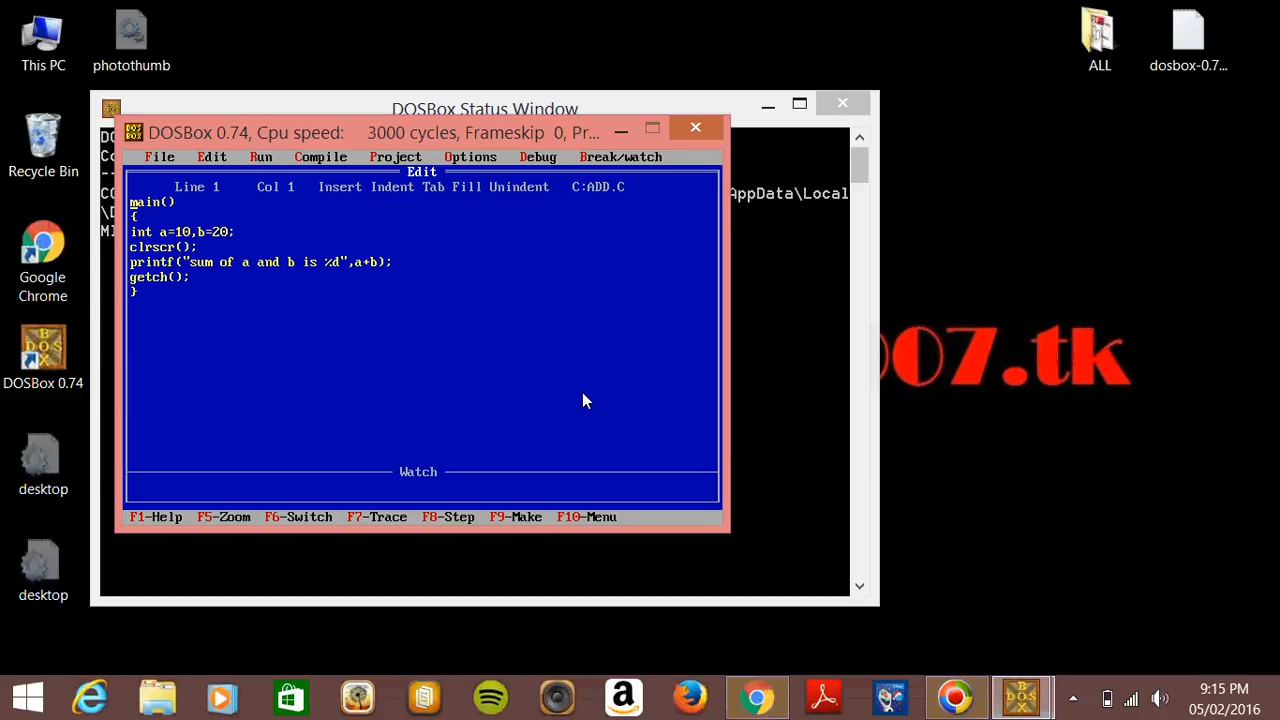 This PC
photothumb
ALL
dosbox-0.7...
Recycle Bin
Google
Chrome
DOSBox 0.74
desktop
desktop
DOSBox Status Window
AppData\Local
DOSBox 0.74, Cpu speed: 3000 cycles, Frameskip 0, Pr...
File Edit Run Compile Project Options Debug Break/watch
Edit
Line 1 Col 1 Insert Indent Tab Fill Unindent C:ADD.C
main()
{
int a=10,b=20;
clrscr();
printf("sum of a and b is %d",a+b);
getch();
}
Watch
F1-Help F5-Zoom F6-Switch F7-Trace F8-Step F9-Make F10-Menu
007.tk
9:15 PM
05/02/2016